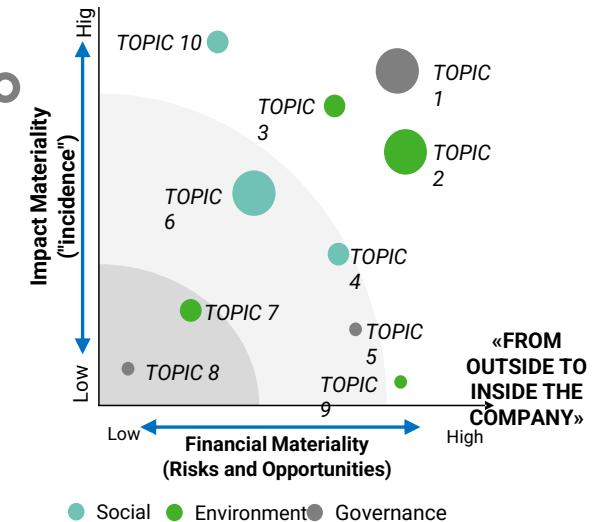 Hig
TOPIC 10
TOPIC
1
TOPIC
3
TOPIC
2
Impact Materiality
("incidence")
TOPIC
6
TOPIC
4
TOPIC 7
TOPIC
5
«FROM
OUTSIDE TO
INSIDE THE
COMPANY»
TOPIC 8
TOPIC
9
Low
Low
High
Financial Materiality
(Risks and Opportunities)
Social
Environment
Governance